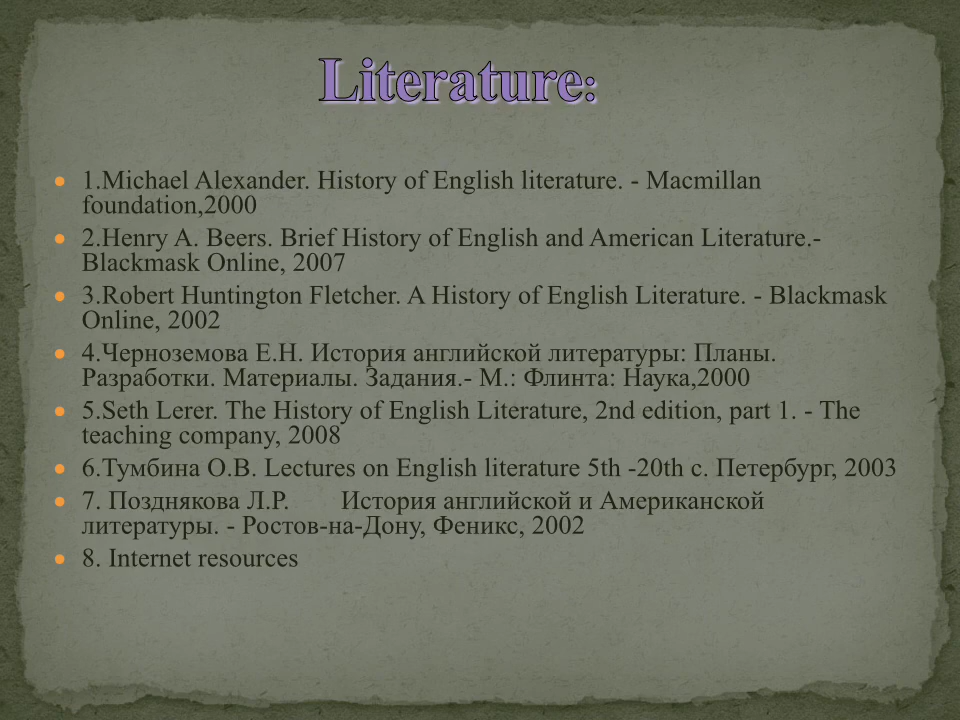 Literature:
● 1.Michael Alexander. History of English literature. - Macmillan
foundation,2000
● 2.Henry A. Beers. Brief History of English and American Literature.-
Blackmask Online, 2007
● 3.Robert Huntington Fletcher. A History of English Literature. - Blackmask
Online, 2002
● 4.Черноземова Е.Н. История английской литературы: Планы.
Разработки. Материалы. Задания.- М.: Флинта: Наука,2000
● 5.Seth Lerer. The History of English Literature, 2nd edition, part 1. - The
teaching company, 2008
● 6.Тумбина О.В. Lectures on English literature 5th -20th c. Петербург, 2003
● 7. Позднякова Л.Р. История английской и Американской
литературы. - Ростов-на-Дону, Феникс, 2002
● 8. Internet resources